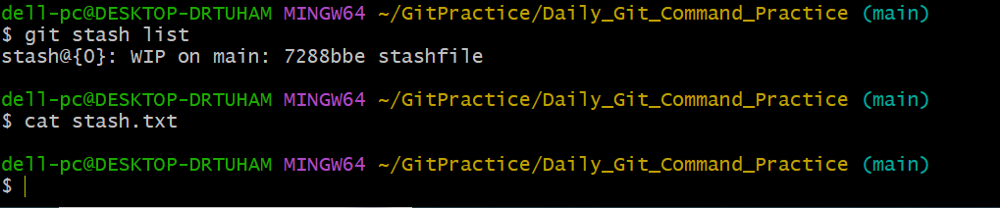 dell-pc@DESKTOP-DRTUHAM MINGW64 ~/GitPractice/Daily_Git_Command_Practice (main)
$ git stash list
stash@{0}: WIP on main: 7288bbe stashfile
dell-pc@DESKTOP-DRTUHAM MINGW64 ~/GitPractice/Daily_Git_Command_Practice (main)
$ cat stash.txt
dell-pc@DESKTOP-DRTUHAM MINGW64 ~/GitPractice/Daily_Git_Command_Practice (main)
$